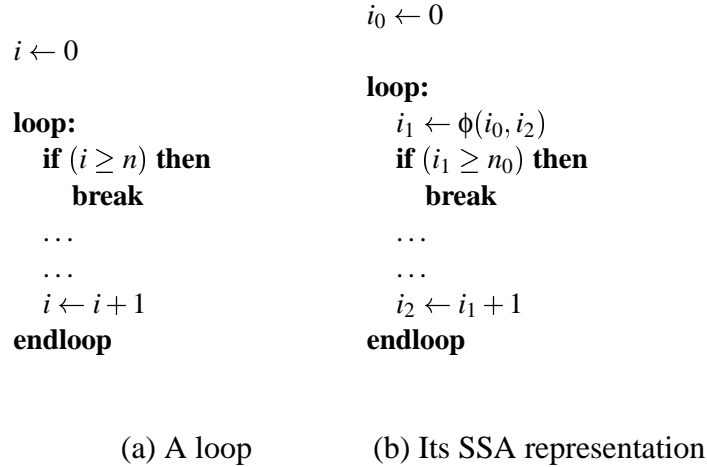 i ← 0
loop:
if (i ≥ n) then
break
...
...
i ← i + 1
endloop
(a) A loop
i₀ ← 0
loop:
i₁ ← ϕ(i₀, i₂)
if (i₁ ≥ n₀) then
break
...
...
i₂ ← i₁ + 1
endloop
(b) Its SSA representation